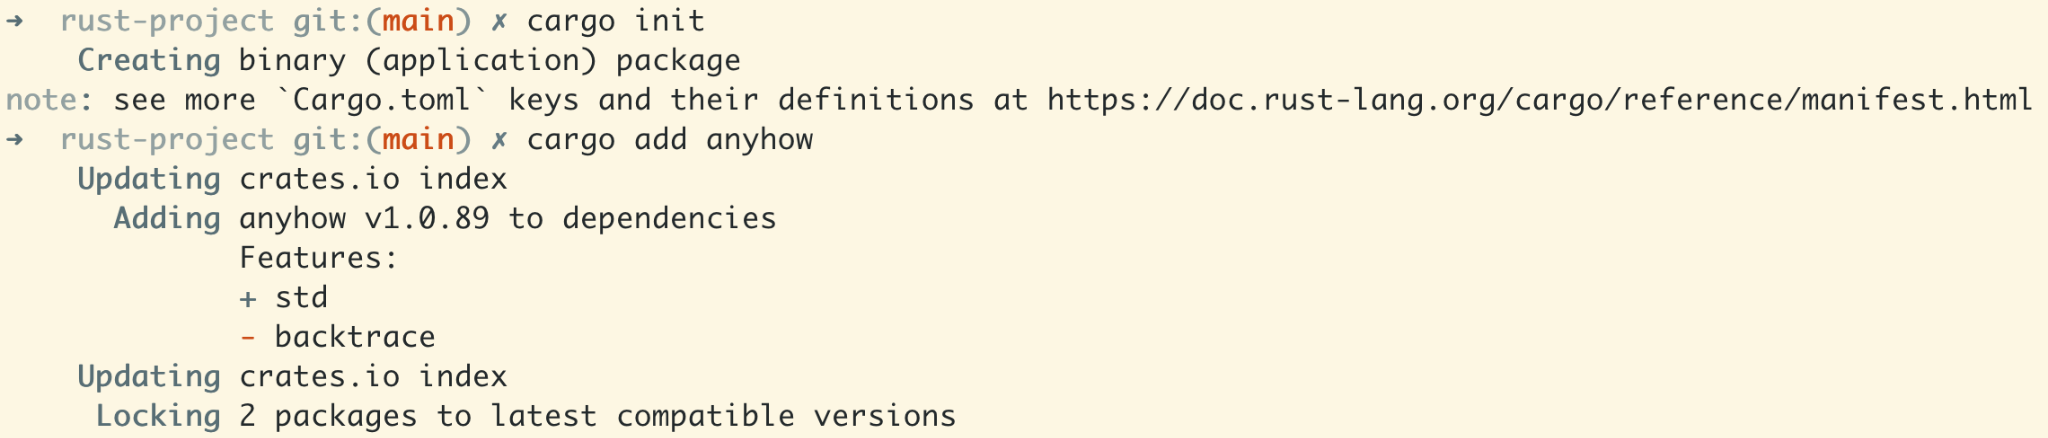 ➜  rust-project git:(main) ✗ cargo init
    Creating binary (application) package
note: see more `Cargo.toml` keys and their definitions at https://doc.rust-lang.org/cargo/reference/manifest.html
➜  rust-project git:(main) ✗ cargo add anyhow
    Updating crates.io index
      Adding anyhow v1.0.89 to dependencies
             Features:
             + std
             - backtrace
    Updating crates.io index
     Locking 2 packages to latest compatible versions